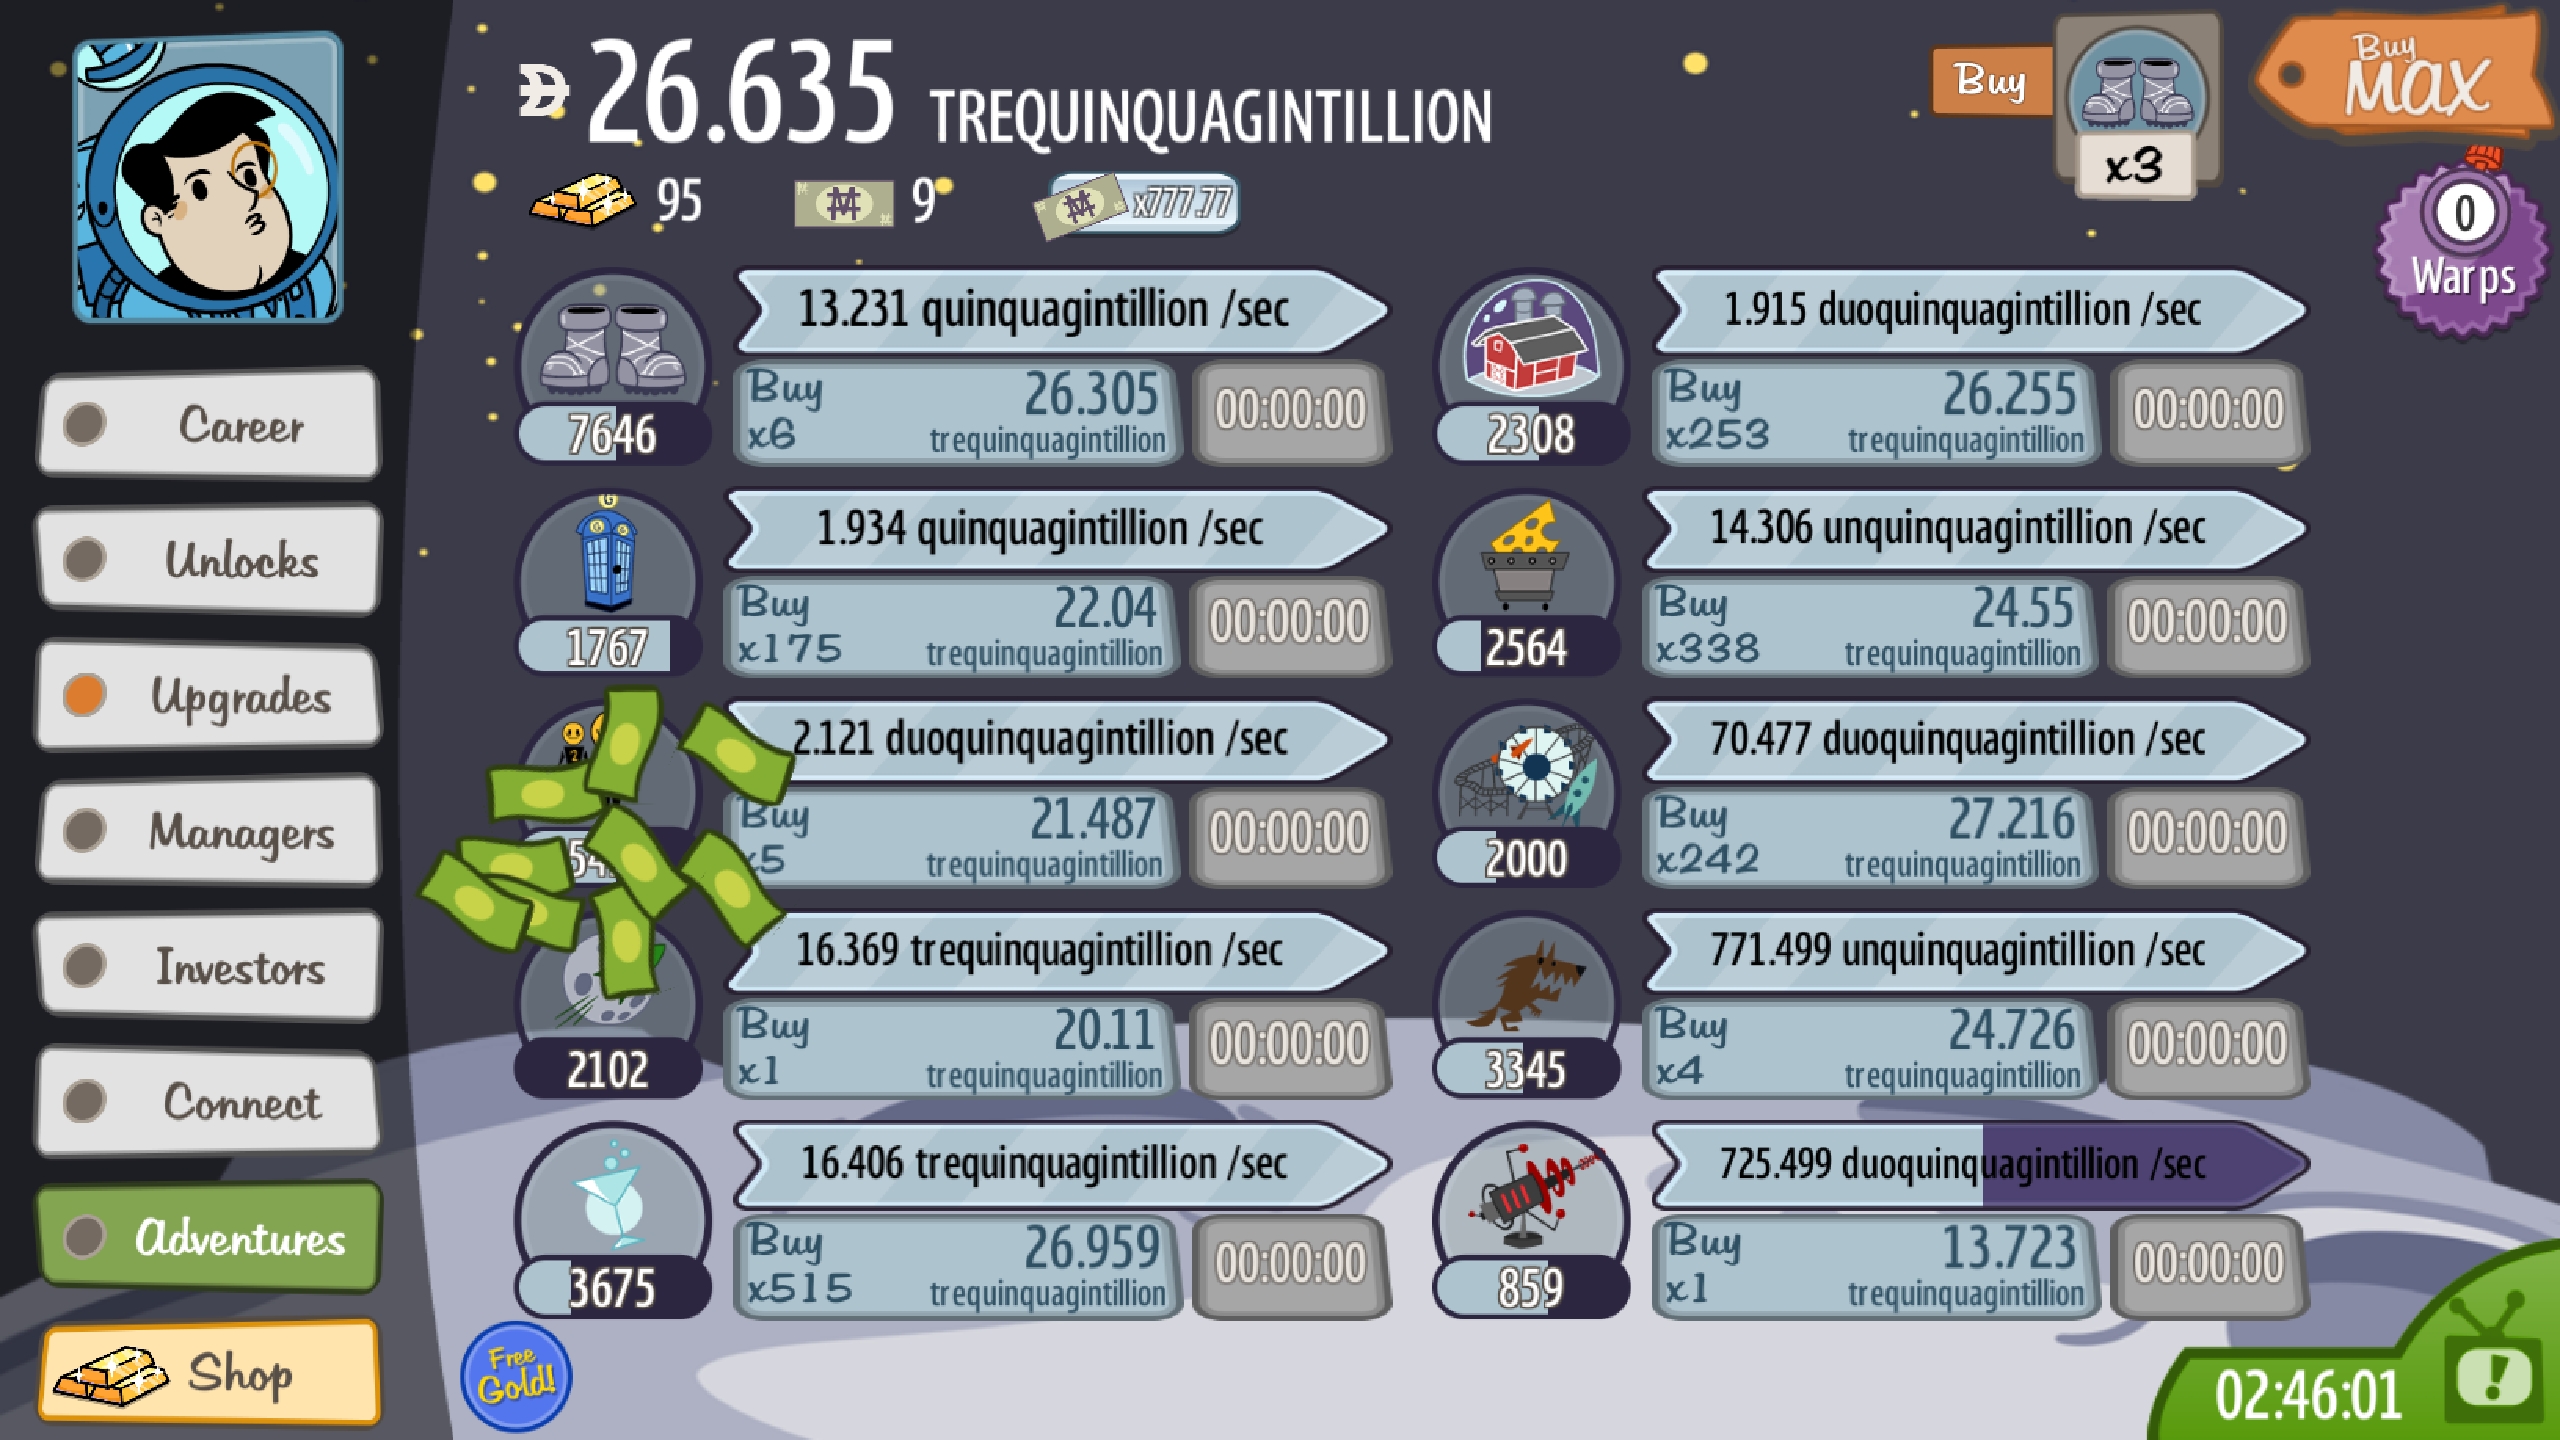 26.635 TREQUINQUAGINTILLION
Buy
x3
Buy
MAX
95
9
x777.77
0
Warps
Career
Unlocks
Upgrades
Managers
Investors
Connect
Adventures
Shop
13.231 quinquagintillion /sec
7646
Buy
x6
26.305
trequinquagintillion
00:00:00
1.915 duoquinquagintillion /sec
2308
Buy
x253
26.255
trequinquagintillion
00:00:00
G
1.934 quinquagintillion /sec
1767
Buy
x175
22.04
trequinquagintillion
00:00:00
14.306 unquinquagintillion /sec
2564
Buy
x338
24.55
trequinquagintillion
00:00:00
2.121 duoquinquagintillion /sec
Buy
x5
21.487
trequinquagintillion
00:00:00
70.477 duoquinquagintillion /sec
2000
Buy
x242
27.216
trequinquagintillion
00:00:00
16.369 trequinquagintillion /sec
2102
Buy
x1
20.11
trequinquagintillion
00:00:00
771.499 unquinquagintillion /sec
3345
Buy
x4
24.726
trequinquagintillion
00:00:00
16.406 trequinquagintillion /sec
3675
Buy
x515
26.959
trequinquagintillion
00:00:00
725.499 duoquinquagintillion /sec
859
Buy
x1
13.723
trequinquagintillion
00:00:00
Free
Gold!
02:46:01
!